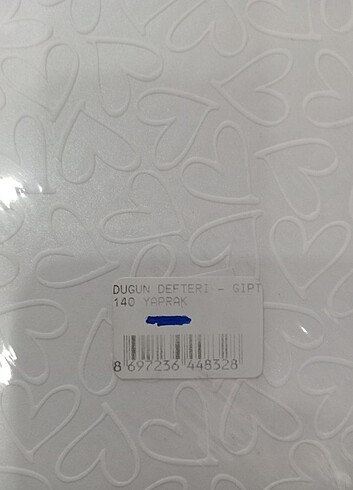 DUGUN DEFTERI - GIPT
140 YAPRAK
8 697236 448328